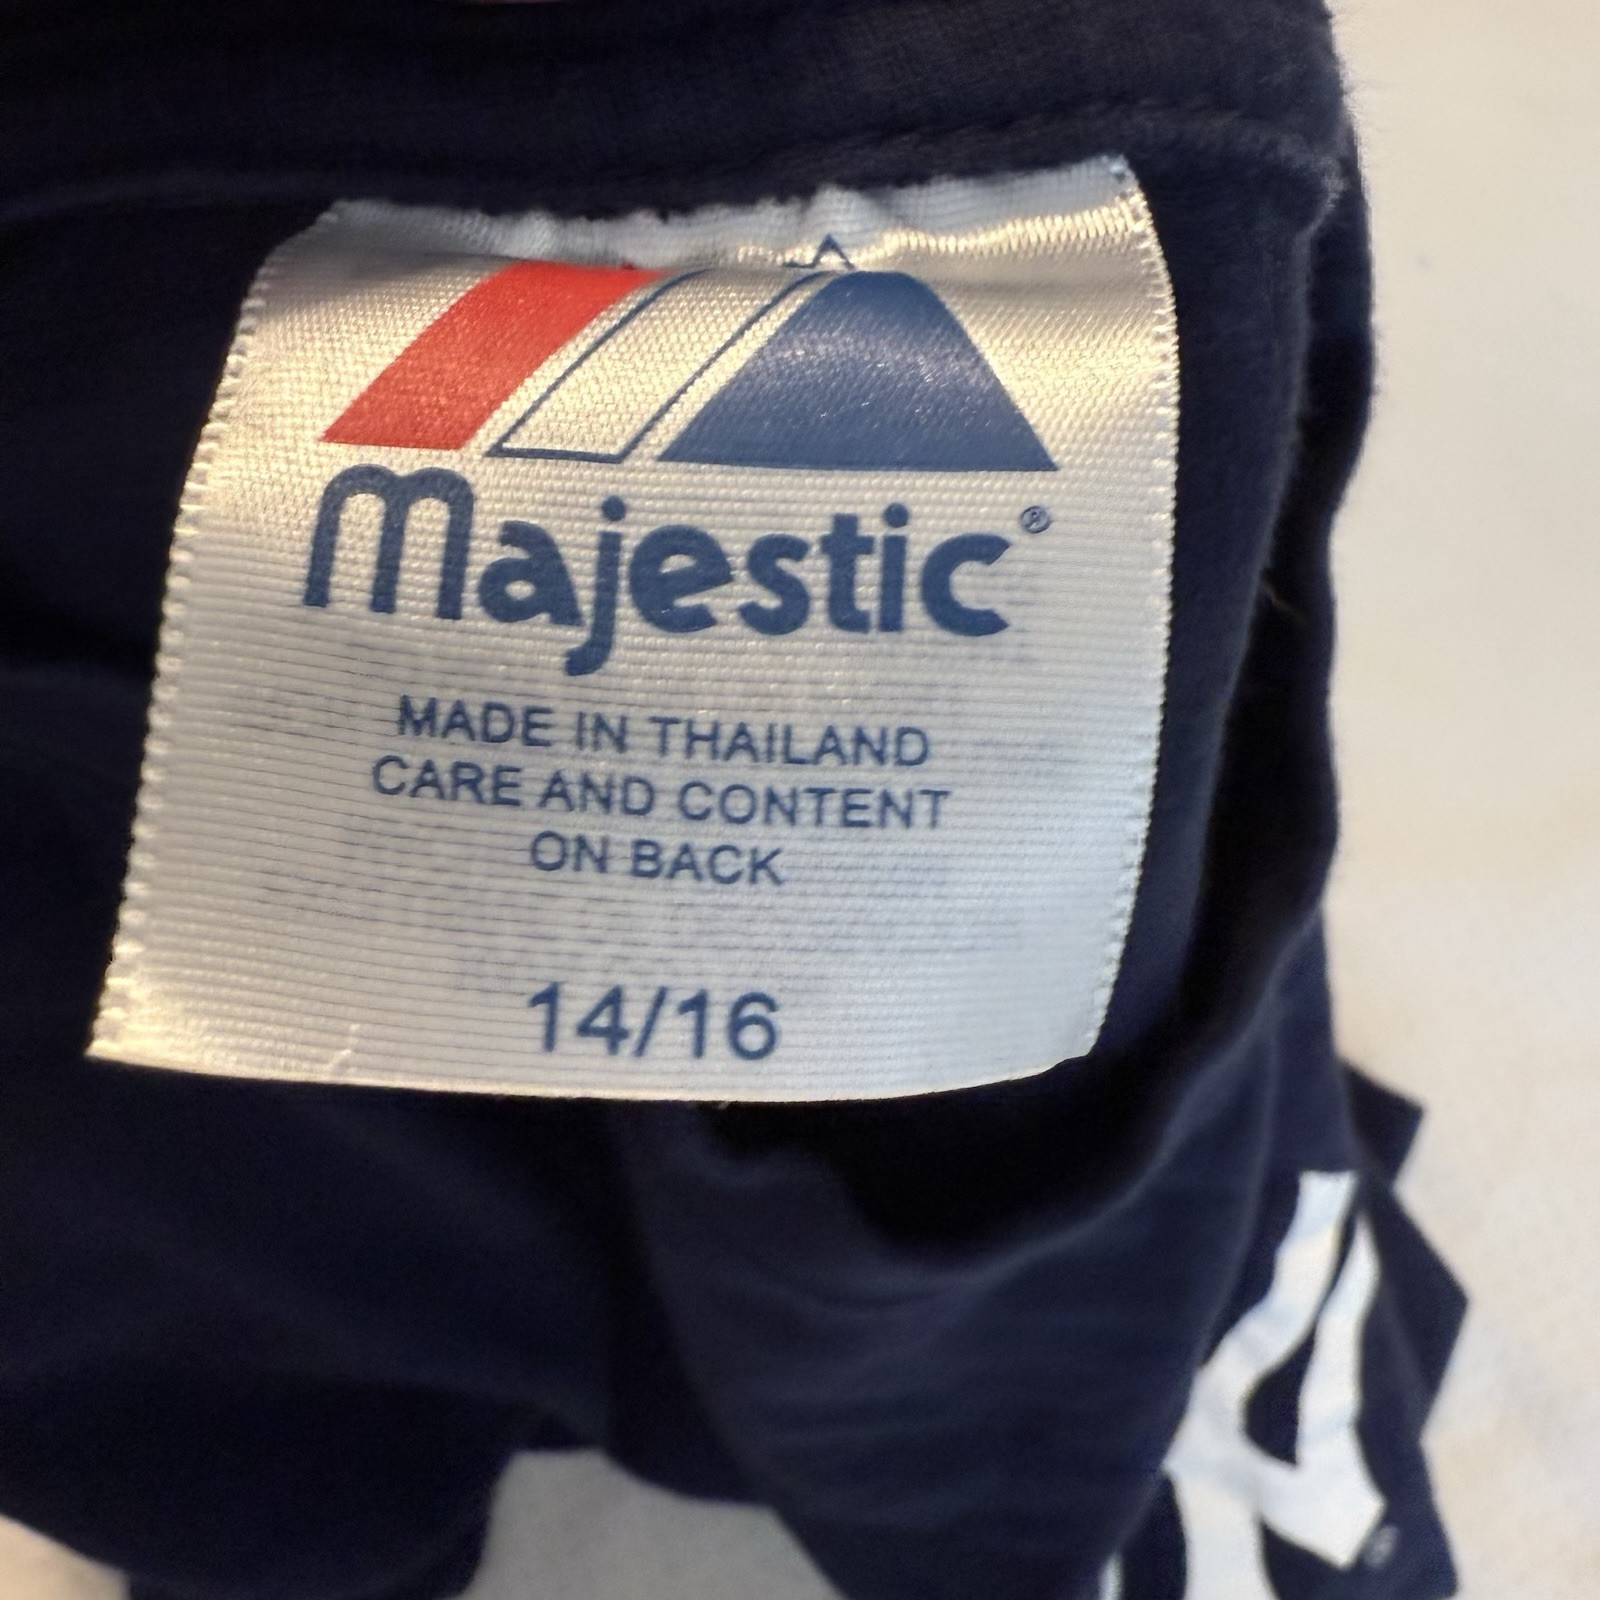 majestic®
MADE IN THAILAND
CARE AND CONTENT
ON BACK
14/16